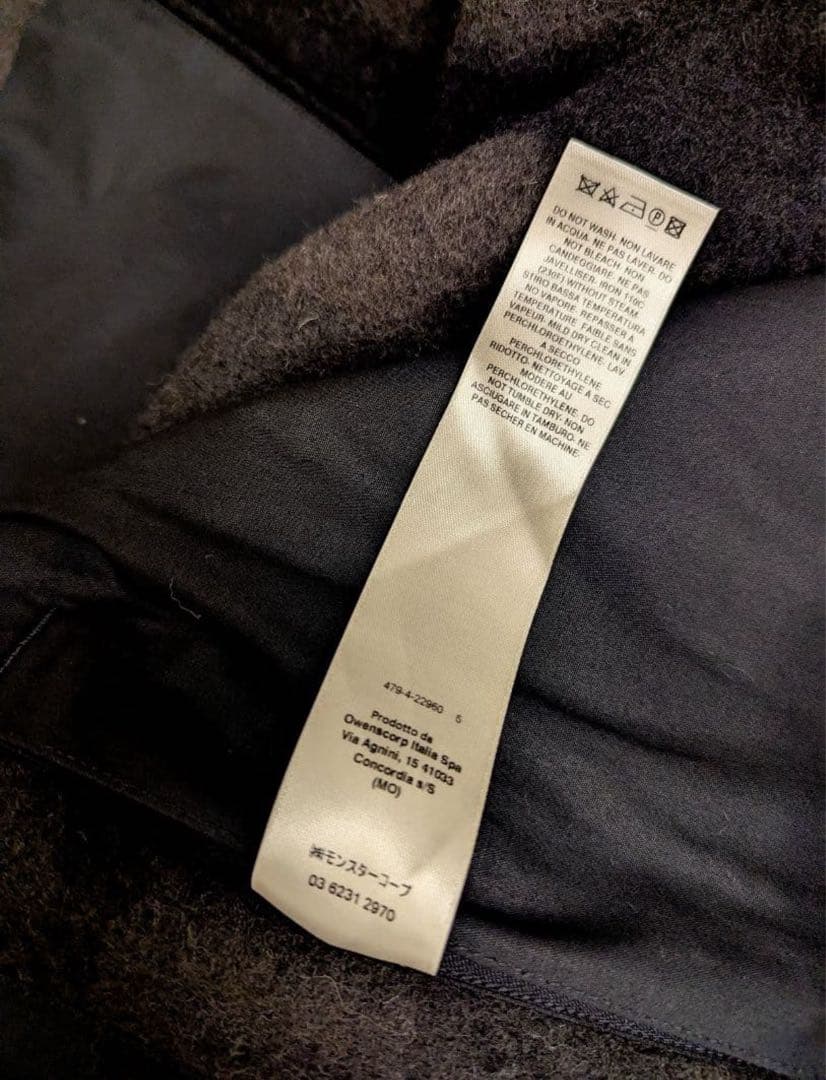 DO NOT WASH. NON LAVARE
IN ACQUA. NE PAS LAVER. DO
NOT BLEACH. NON
CANDEGGIARE. NE PAS
JAVELLISER. IRON 110C
(230F) WITHOUT STEAM.
STIRO BASSA TEMPERATURA
NO VAPORE. REPASSER A
TEMPERATURE FAIBLE SANS
VAPEUR. MILD DRY CLEAN IN
PERCHLOROETHYLENE. LAV
A SECCO
PERCHLORETHYLENE
RIDOTTO. NETTOYAGE A SEC
MODERE AU
PERCHLORETHYLENE. DO
NOT TUMBLE DRY. NON
ASCIUGARE IN TAMBURO. NE
PAS SECHER EN MACHINE.
479-4-22960 5
Prodotto da
Owenscorp Italia Spa
Via Agnini, 15 41033
Concordia s/S
(MO)
㈱モンスターコープ
03 6231 2970